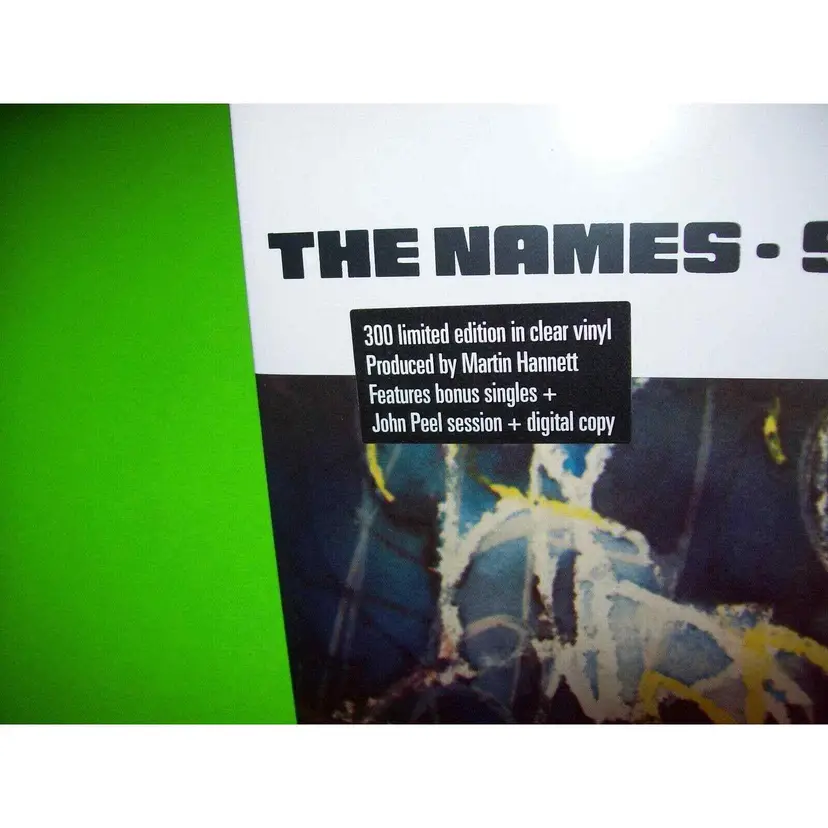 THE NAMES · S
300 limited edition in clear vinyl
Produced by Martin Hannett
Features bonus singles +
John Peel session + digital copy